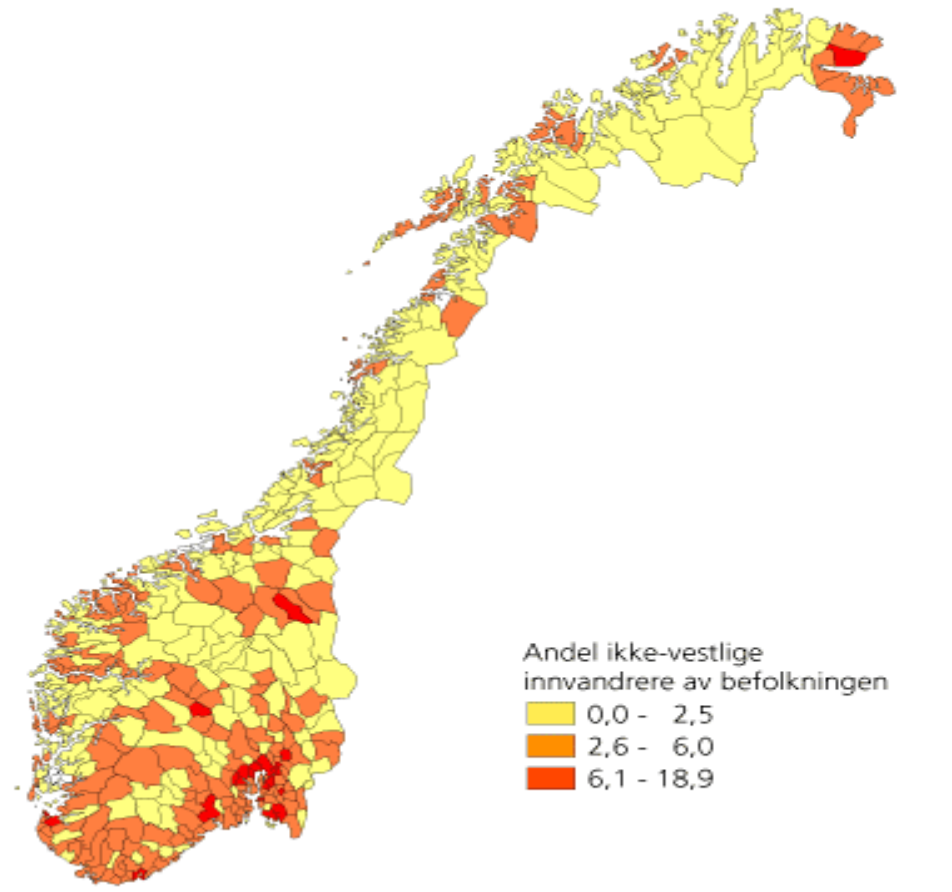 Andel ikke-vestlige
innvandrere av befolkningen
0,0 - 2,5
2,6 - 6,0
6,1 - 18,9